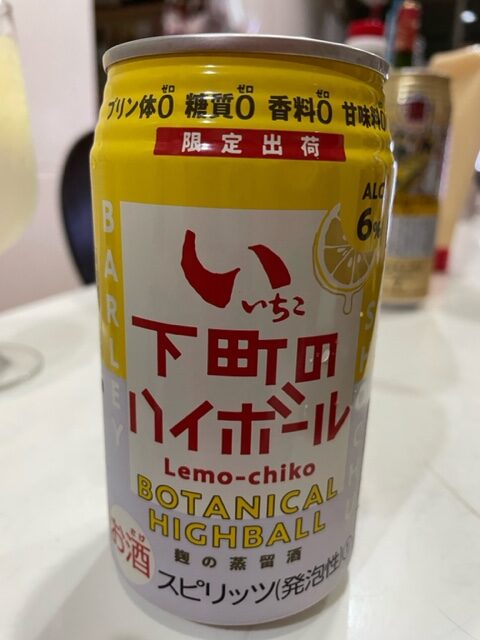 プリン体0 糖質0 香料0 甘味料0
ゼロ ゼロ ゼロ ゼロ
限定出荷
ALC
6%
い
いいちこ
下町の
ハイボール
Lemo-chiko
BOTANICAL
HIGHBALL
麹の蒸留酒
お酒
スピリッツ(発泡性)①
BARLEY
SHOCHU